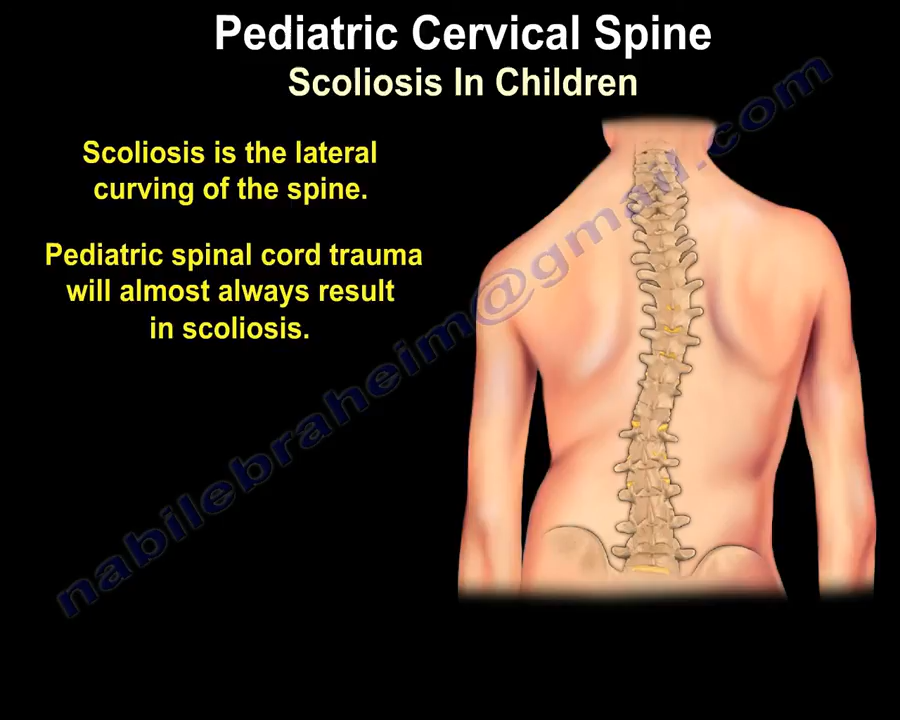 Pediatric Cervical Spine
Scoliosis In Children
Scoliosis is the lateral
curving of the spine.
Pediatric spinal cord trauma
will almost always result
in scoliosis.
nabilebraheim@gmail.com